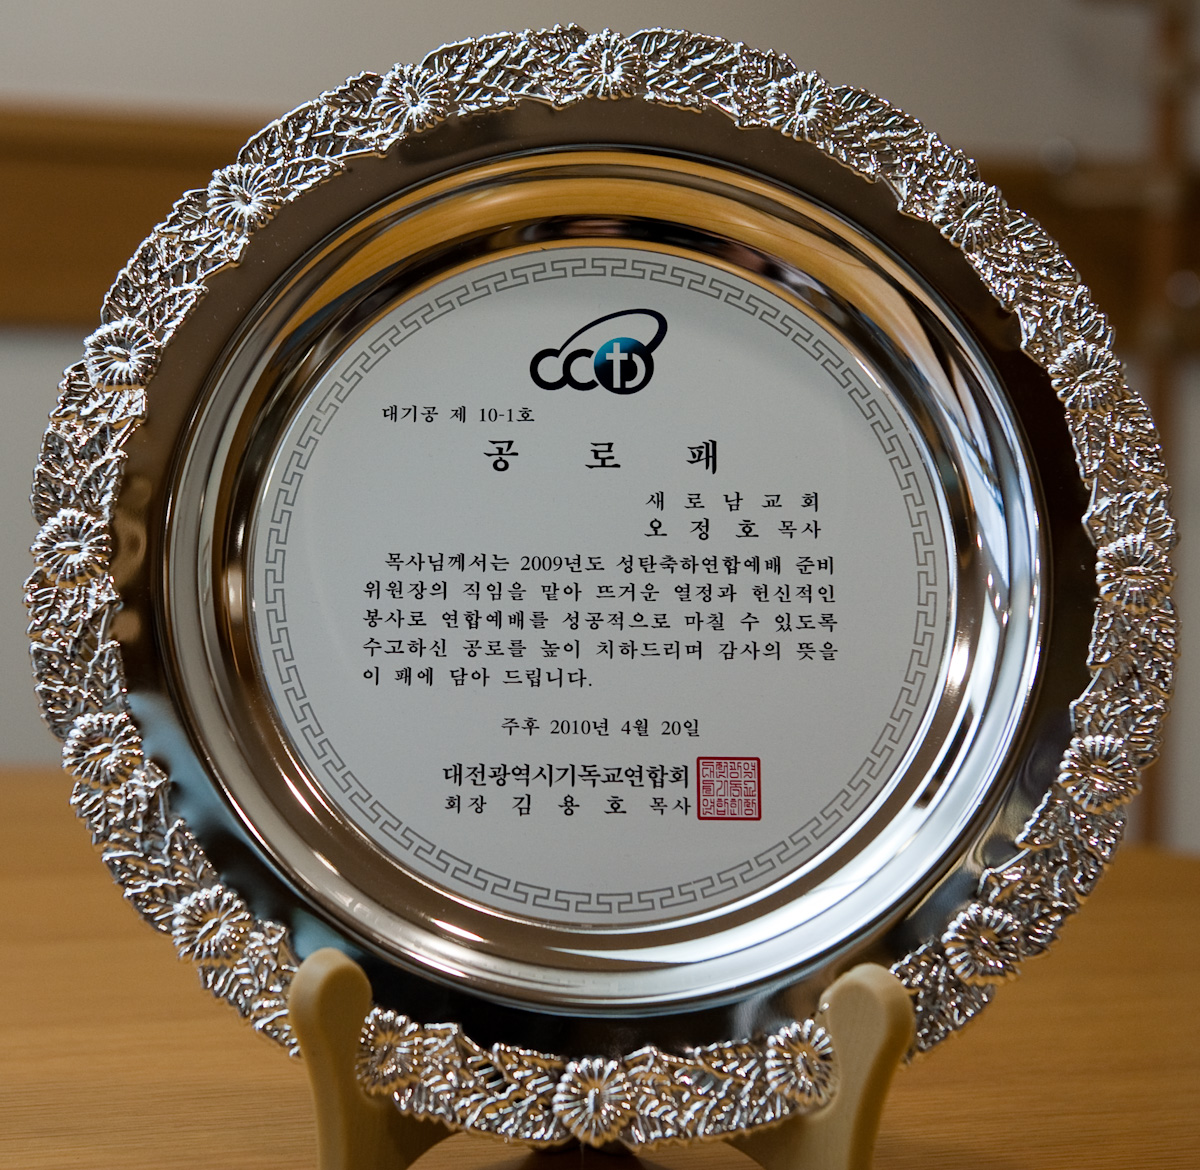 CCD
대기공 제 10-1호
공 로 패
새 로 남 교 회
오 정 호 목사
목사님께서는 2009년도 성탄축하연합예배 준비
위원장의 직임을 맡아 뜨거운 열정과 헌신적인
봉사로 연합예배를 성공적으로 마칠 수 있도록
수고하신 공로를 높이 치하드리며 감사의 뜻을
이 패에 담아 드립니다.
주후 2010년 4월 20일
대전광역시기독교연합회
회장 김 용 호 목사